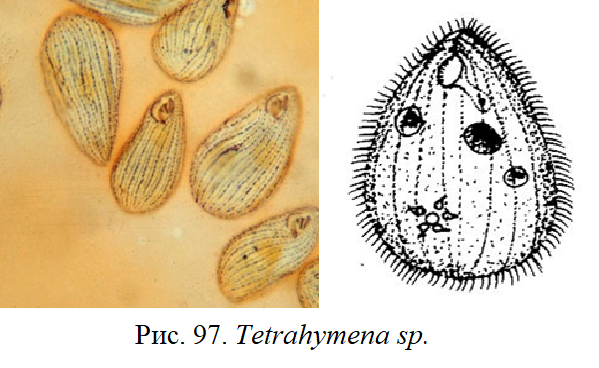 Рис. 97. Tetrahymena sp.